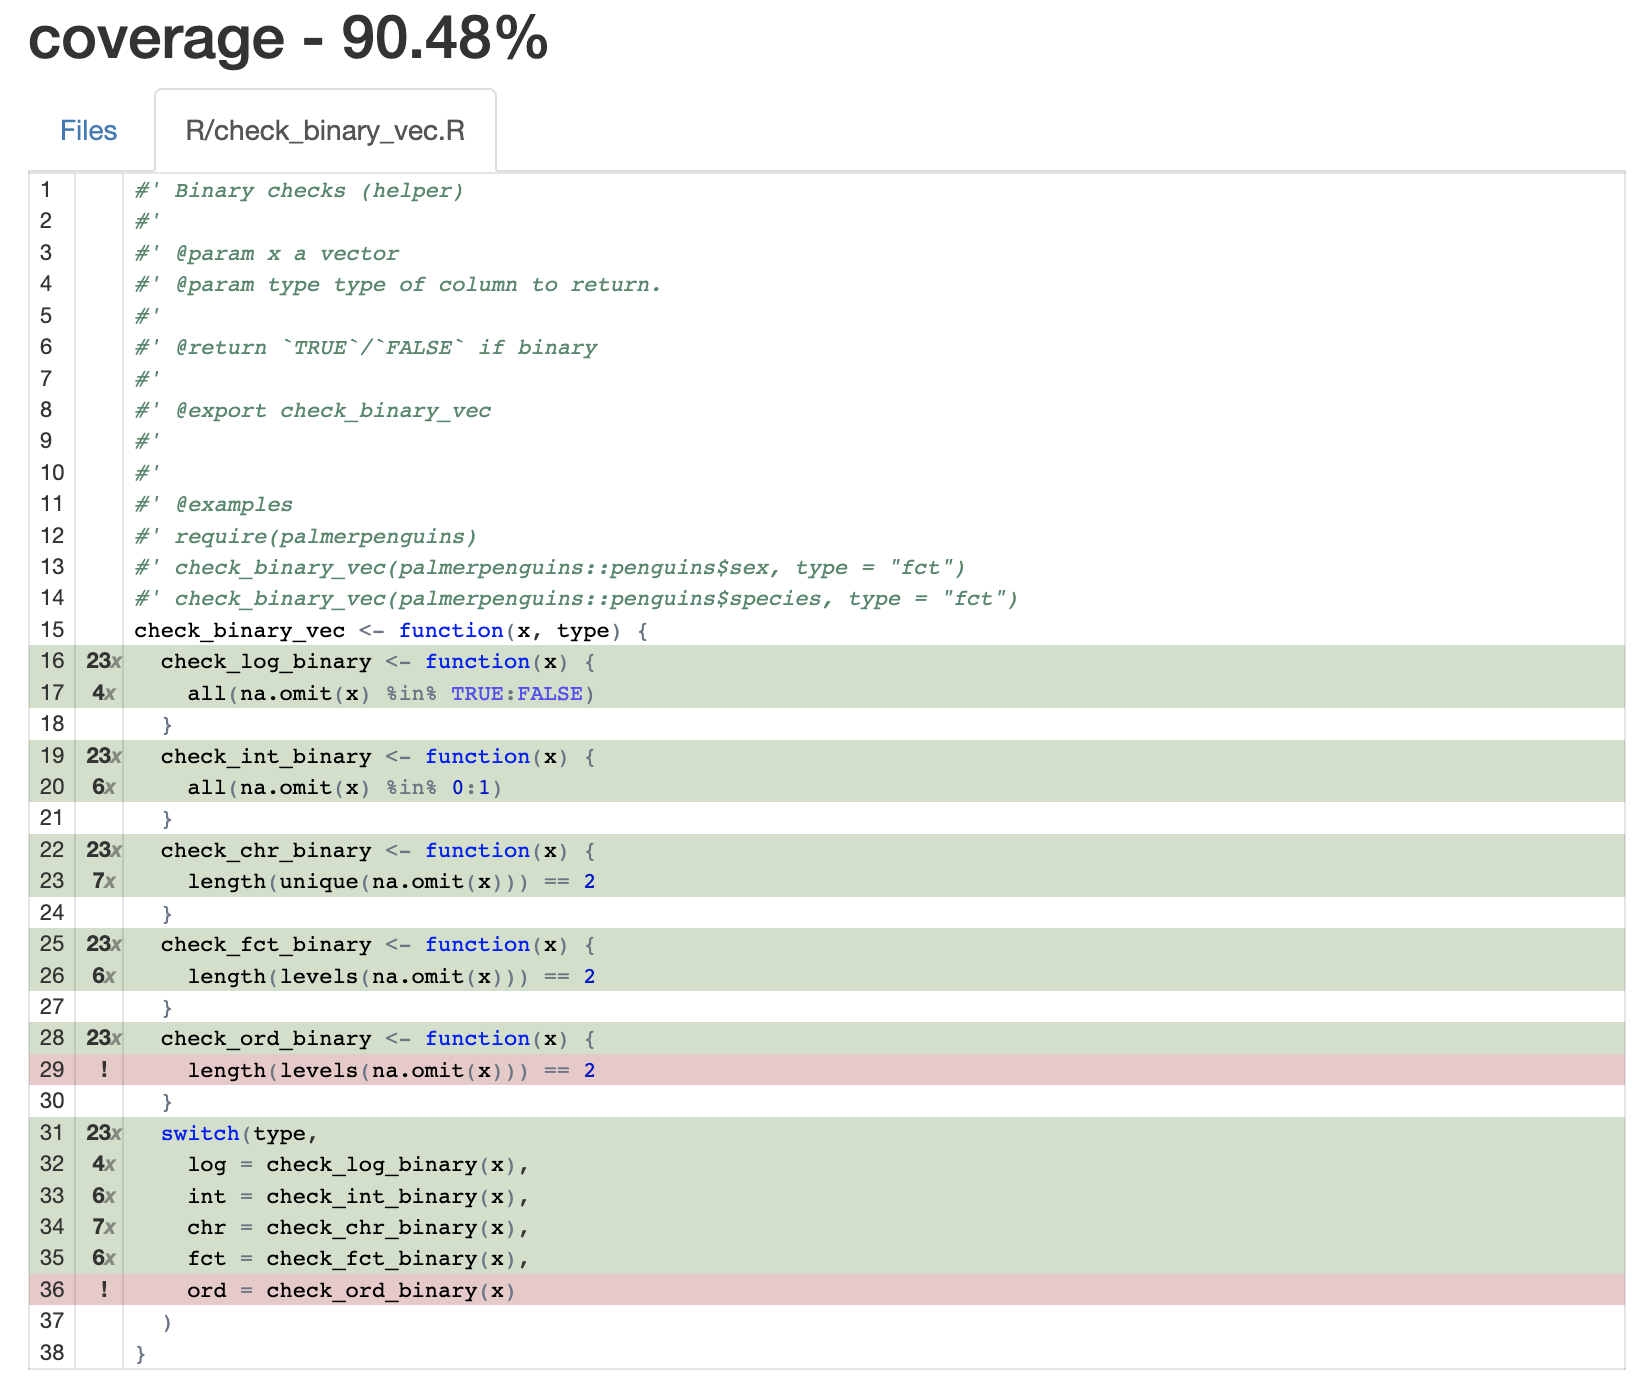 coverage - 90.48%
Files R/check_binary_vec.R
1 #' Binary checks (helper)
2 #'
3 #' @param x a vector
4 #' @param type type of column to return.
5 #'
6 #' @return `TRUE`/`FALSE` if binary
7 #'
8 #' @export check_binary_vec
9 #'
10 #'
11 #' @examples
12 #' require(palmerpenguins)
13 #' check_binary_vec(palmerpenguins::penguins$sex, type = "fct")
14 #' check_binary_vec(palmerpenguins::penguins$species, type = "fct")
15 check_binary_vec <- function(x, type) {
16 23x   check_log_binary <- function(x) {
17 4x     all(na.omit(x) %in% TRUE:FALSE)
18   }
19 23x   check_int_binary <- function(x) {
20 6x     all(na.omit(x) %in% 0:1)
21   }
22 23x   check_chr_binary <- function(x) {
23 7x     length(unique(na.omit(x))) == 2
24   }
25 23x   check_fct_binary <- function(x) {
26 6x     length(levels(na.omit(x))) == 2
27   }
28 23x   check_ord_binary <- function(x) {
29 !     length(levels(na.omit(x))) == 2
30   }
31 23x   switch(type,
32 4x     log = check_log_binary(x),
33 6x     int = check_int_binary(x),
34 7x     chr = check_chr_binary(x),
35 6x     fct = check_fct_binary(x),
36 !     ord = check_ord_binary(x)
37   )
38 }